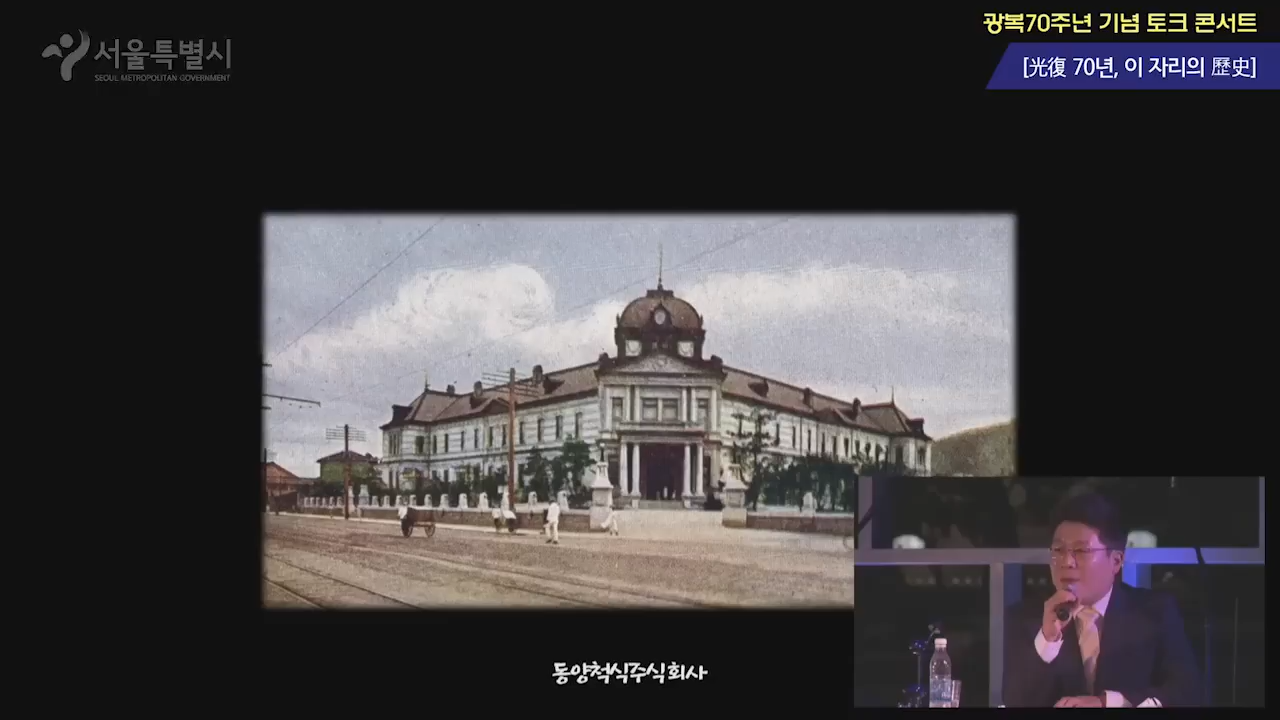 서울특별시
SEOUL METROPOLITAN GOVERNMENT
광복70주년 기념 토크 콘서트
[光復 70년, 이 자리의 歷史]
동양척식주식회사